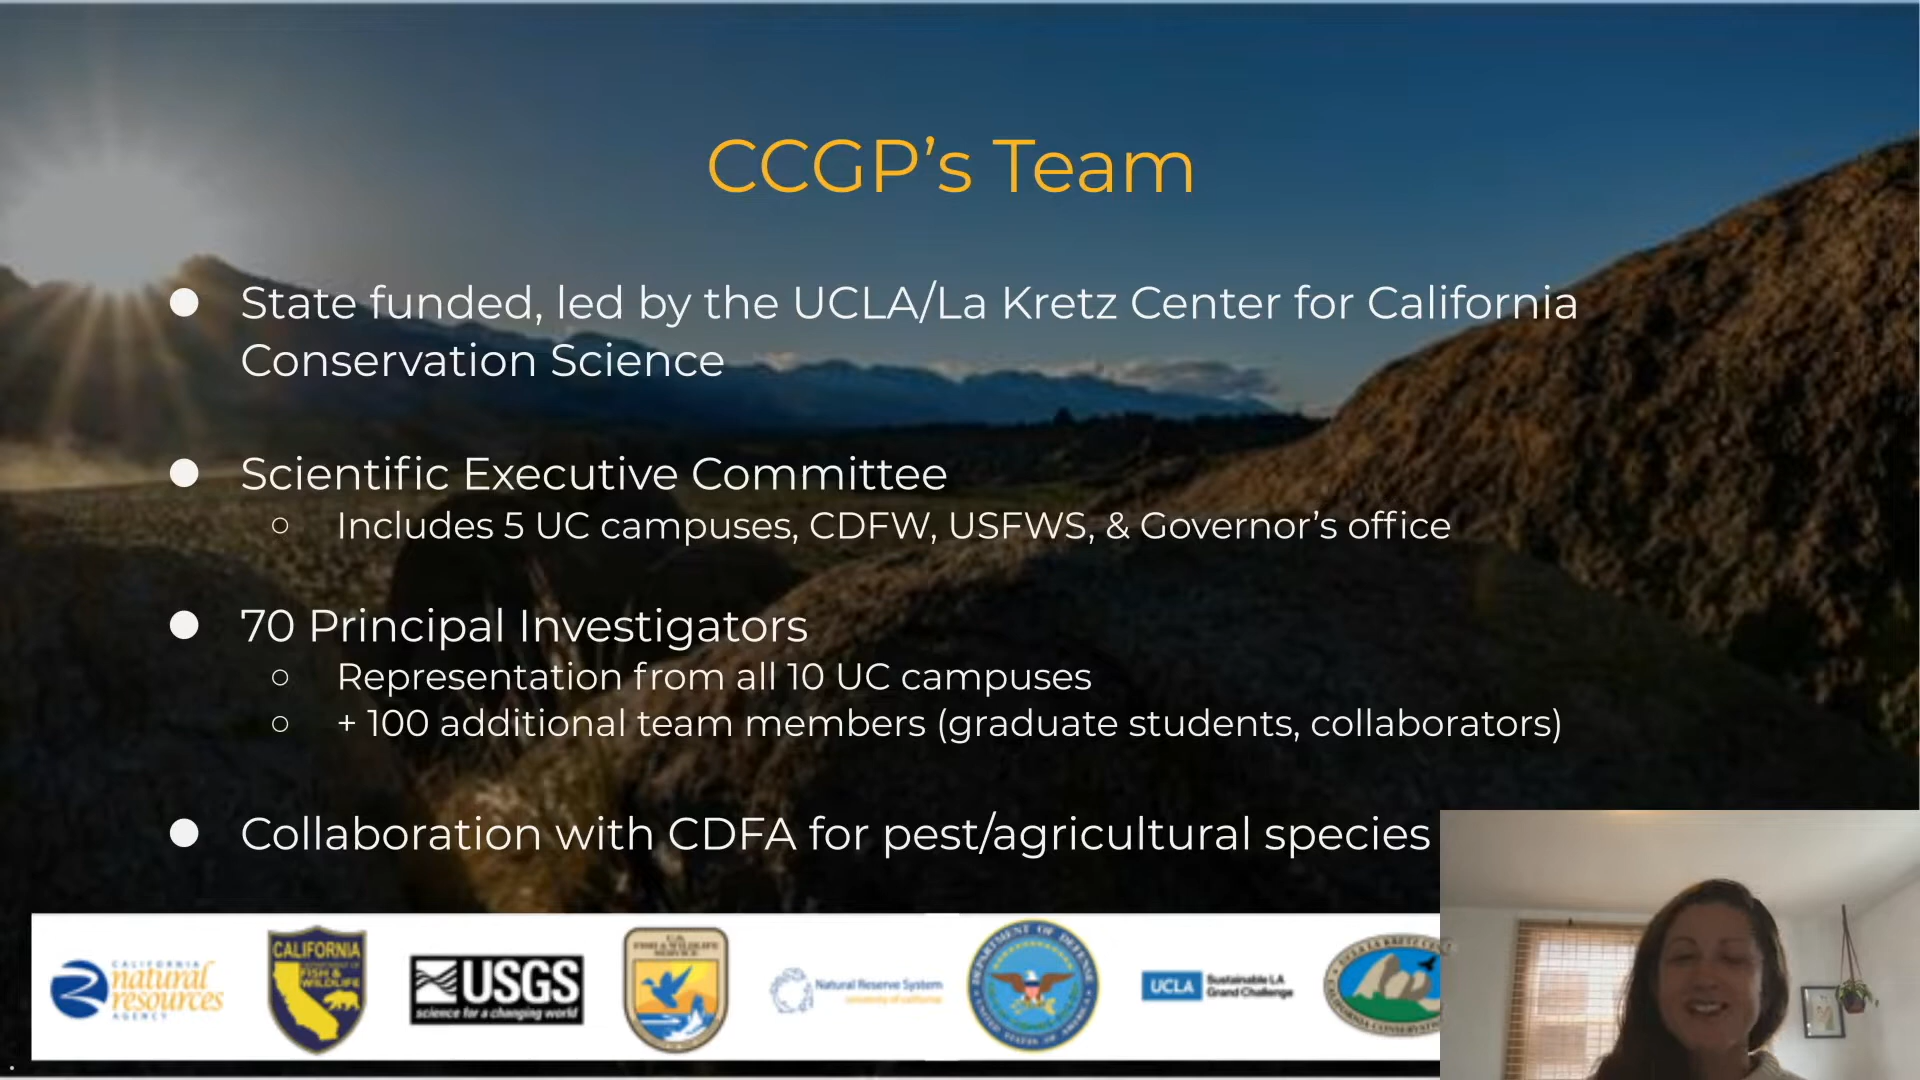 CCGP's Team
● State funded, led by the UCLA/La Kretz Center for California
Conservation Science
● Scientific Executive Committee
○ Includes 5 UC campuses, CDFW, USFWS, & Governor's office
● 70 Principal Investigators
○ Representation from all 10 UC campuses
○ + 100 additional team members (graduate students, collaborators)
● Collaboration with CDFA for pest/agricultural species
CALIFORNIA
natural
resources
AGENCY
CALIFORNIA
FISH &
WILDLIFE
USGS
science for a changing world
U.S.
FISH & WILDLIFE
SERVICE
Natural Reserve System
university of california
DEPARTMENT OF DEFENSE
UNITED STATES OF AMERICA
UCLA
Sustainable LA
Grand Challenge
UCLA LA KRETZ
CALIFORNIA